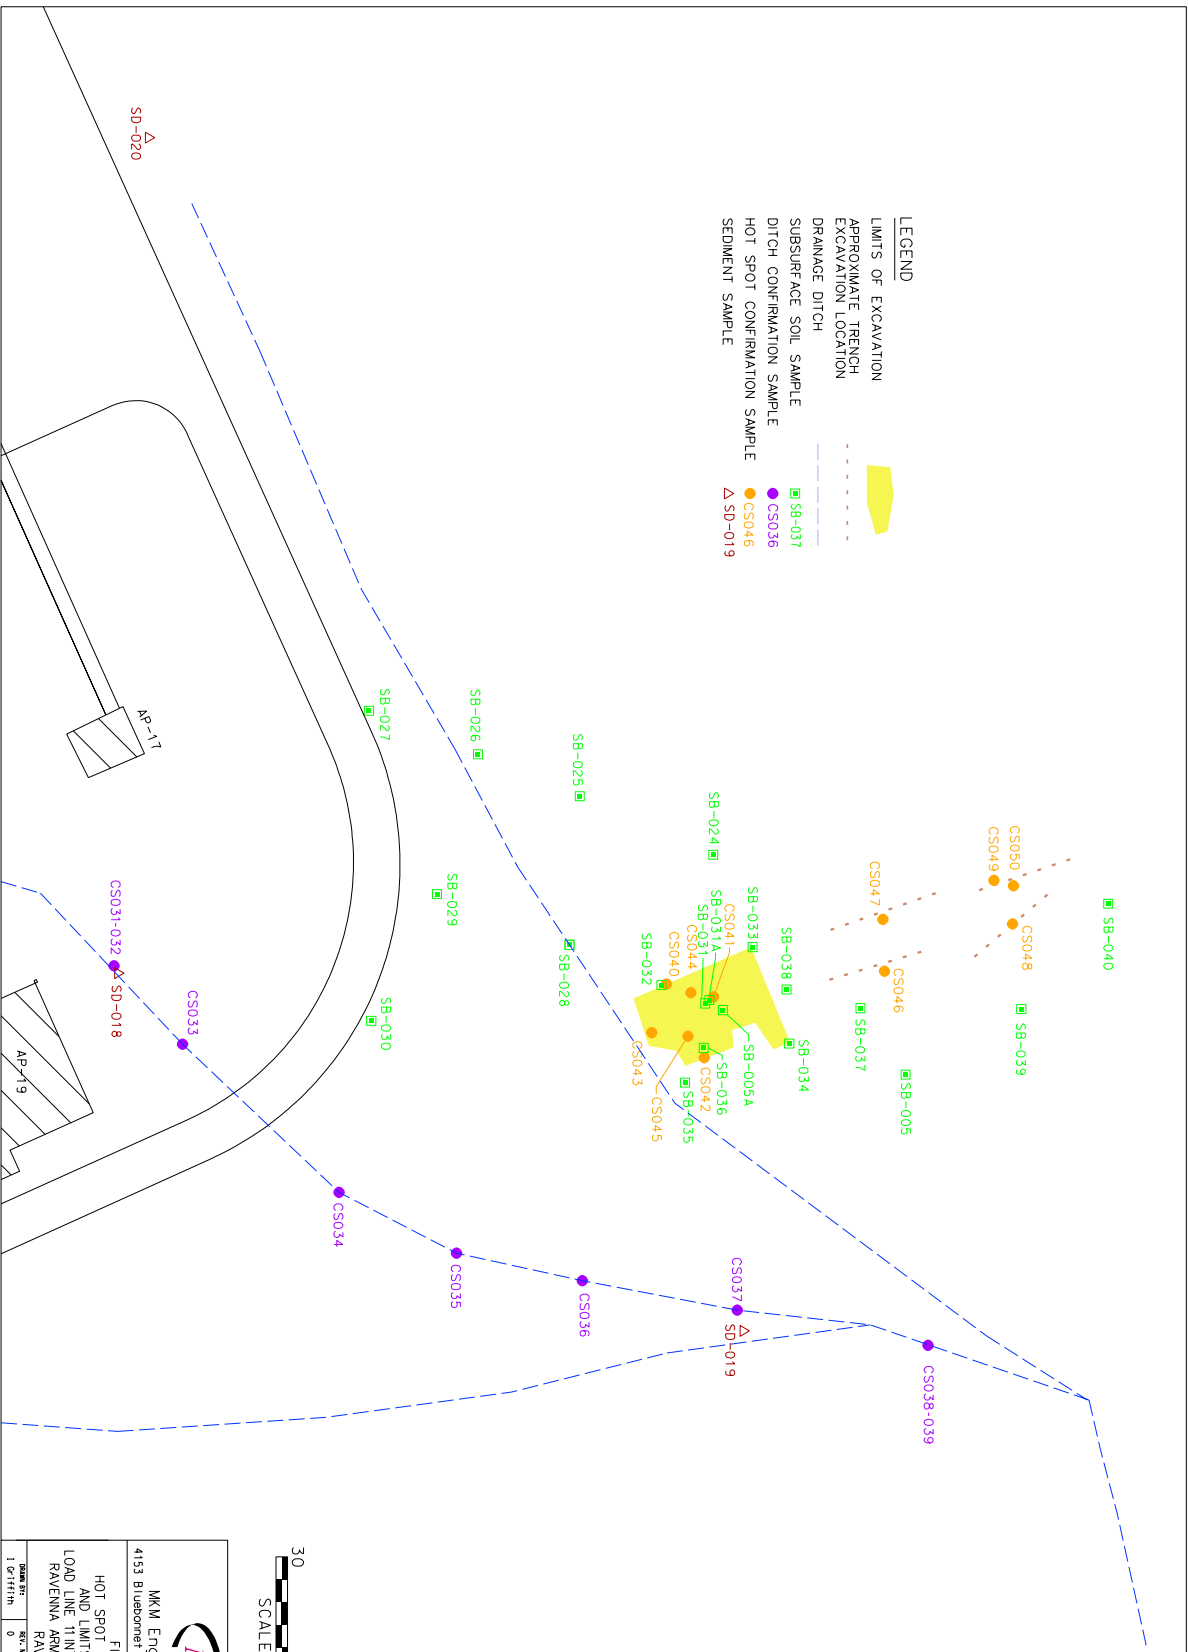 LEGEND
LIMITS OF EXCAVATION
APPROXIMATE TRENCH
EXCAVATION LOCATION
DRAINAGE DITCH
SUBSURFACE SOIL SAMPLE
SB-037
DITCH CONFIRMATION SAMPLE
CS036
HOT SPOT CONFIRMATION SAMPLE
CS046
SEDIMENT SAMPLE
SD-019
SB-040
CS050
CS049
CS048
SB-039
CS047
CS046
SB-037
SB-005
SB-038
SB-034
SB-033
CS041
SB-024
SB-031A
SB-031
CS044
CS040
SB-032
SB-005A
SB-036
CS042
SB-035
CS045
CS043
SB-025
SB-028
SB-026
SB-029
SB-027
SB-030
SD-020
AP-17
AP-19
CS031-032
SD-018
CS033
CS034
CS035
CS036
CS037
SD-019
CS038-039
30
SCALE
MKM Eng
4153 Bluebonnet
HOT SPOT
AND LIMITS
LOAD LINE 11 IN
RAVENNA ARM
DRAWN BY:
J Griffith
0